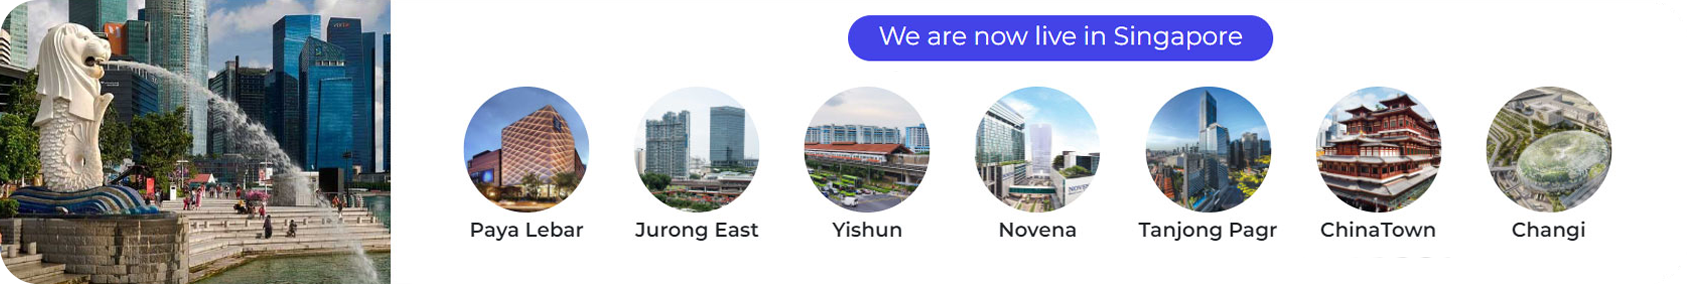 We are now live in Singapore
Paya Lebar
Jurong East
Yishun
Novena
Tanjong Pagr
ChinaTown
Changi